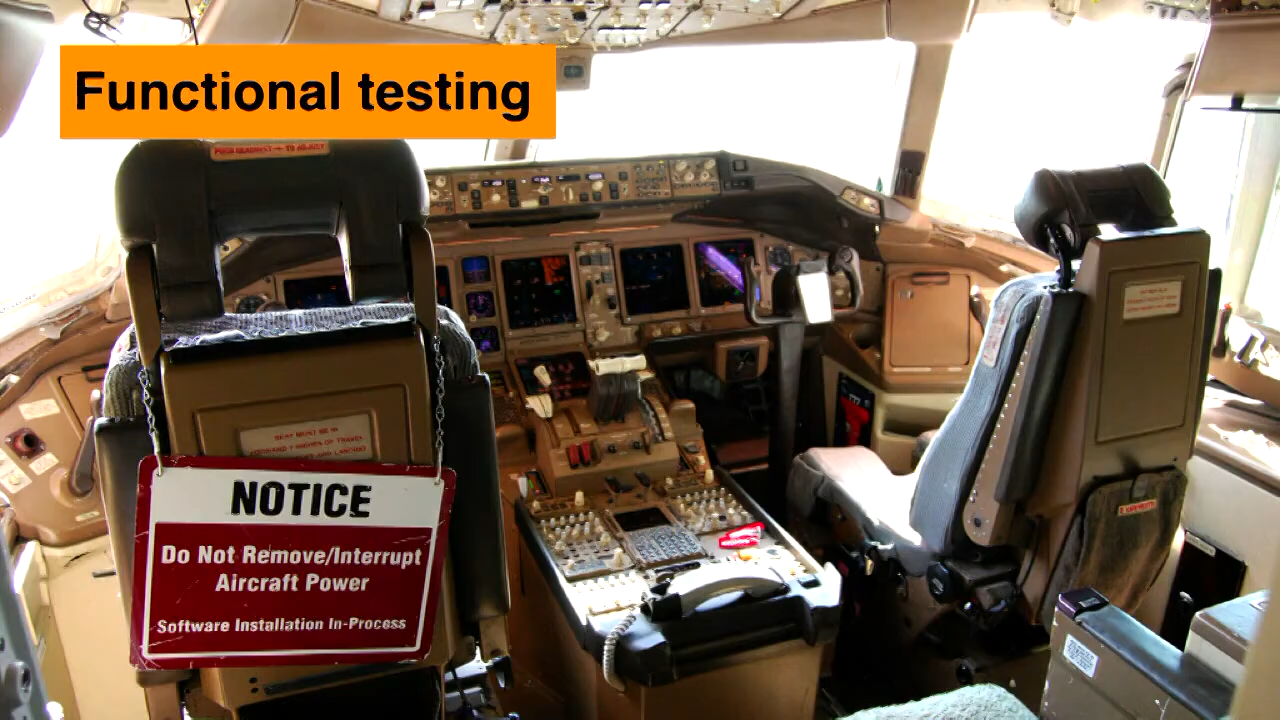 Functional testing
NOTICE
Do Not Remove/Interrupt
Aircraft Power
Software Installation In-Process